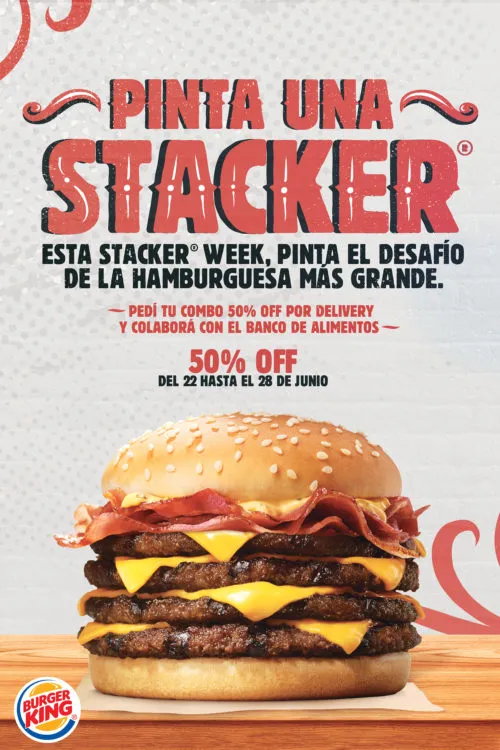 PINTA UNA
STACKER®
ESTA STACKER® WEEK, PINTA EL DESAFÍO
DE LA HAMBURGUESA MÁS GRANDE.
PEDÍ TU COMBO 50% OFF POR DELIVERY
Y COLABORÁ CON EL BANCO DE ALIMENTOS
50% OFF
DEL 22 HASTA EL 28 DE JUNIO
BURGER
KING®